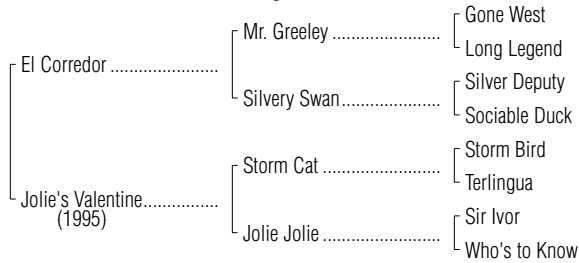 Gone West
Mr. Greeley ....................
Long Legend
El Corredor ......................
Silver Deputy
Silvery Swan....................
Sociable Duck
Storm Bird
Storm Cat ......................
Terlingua
Jolie's Valentine...............
(1995)
Sir Ivor
Jolie Jolie ......................
Who's to Know